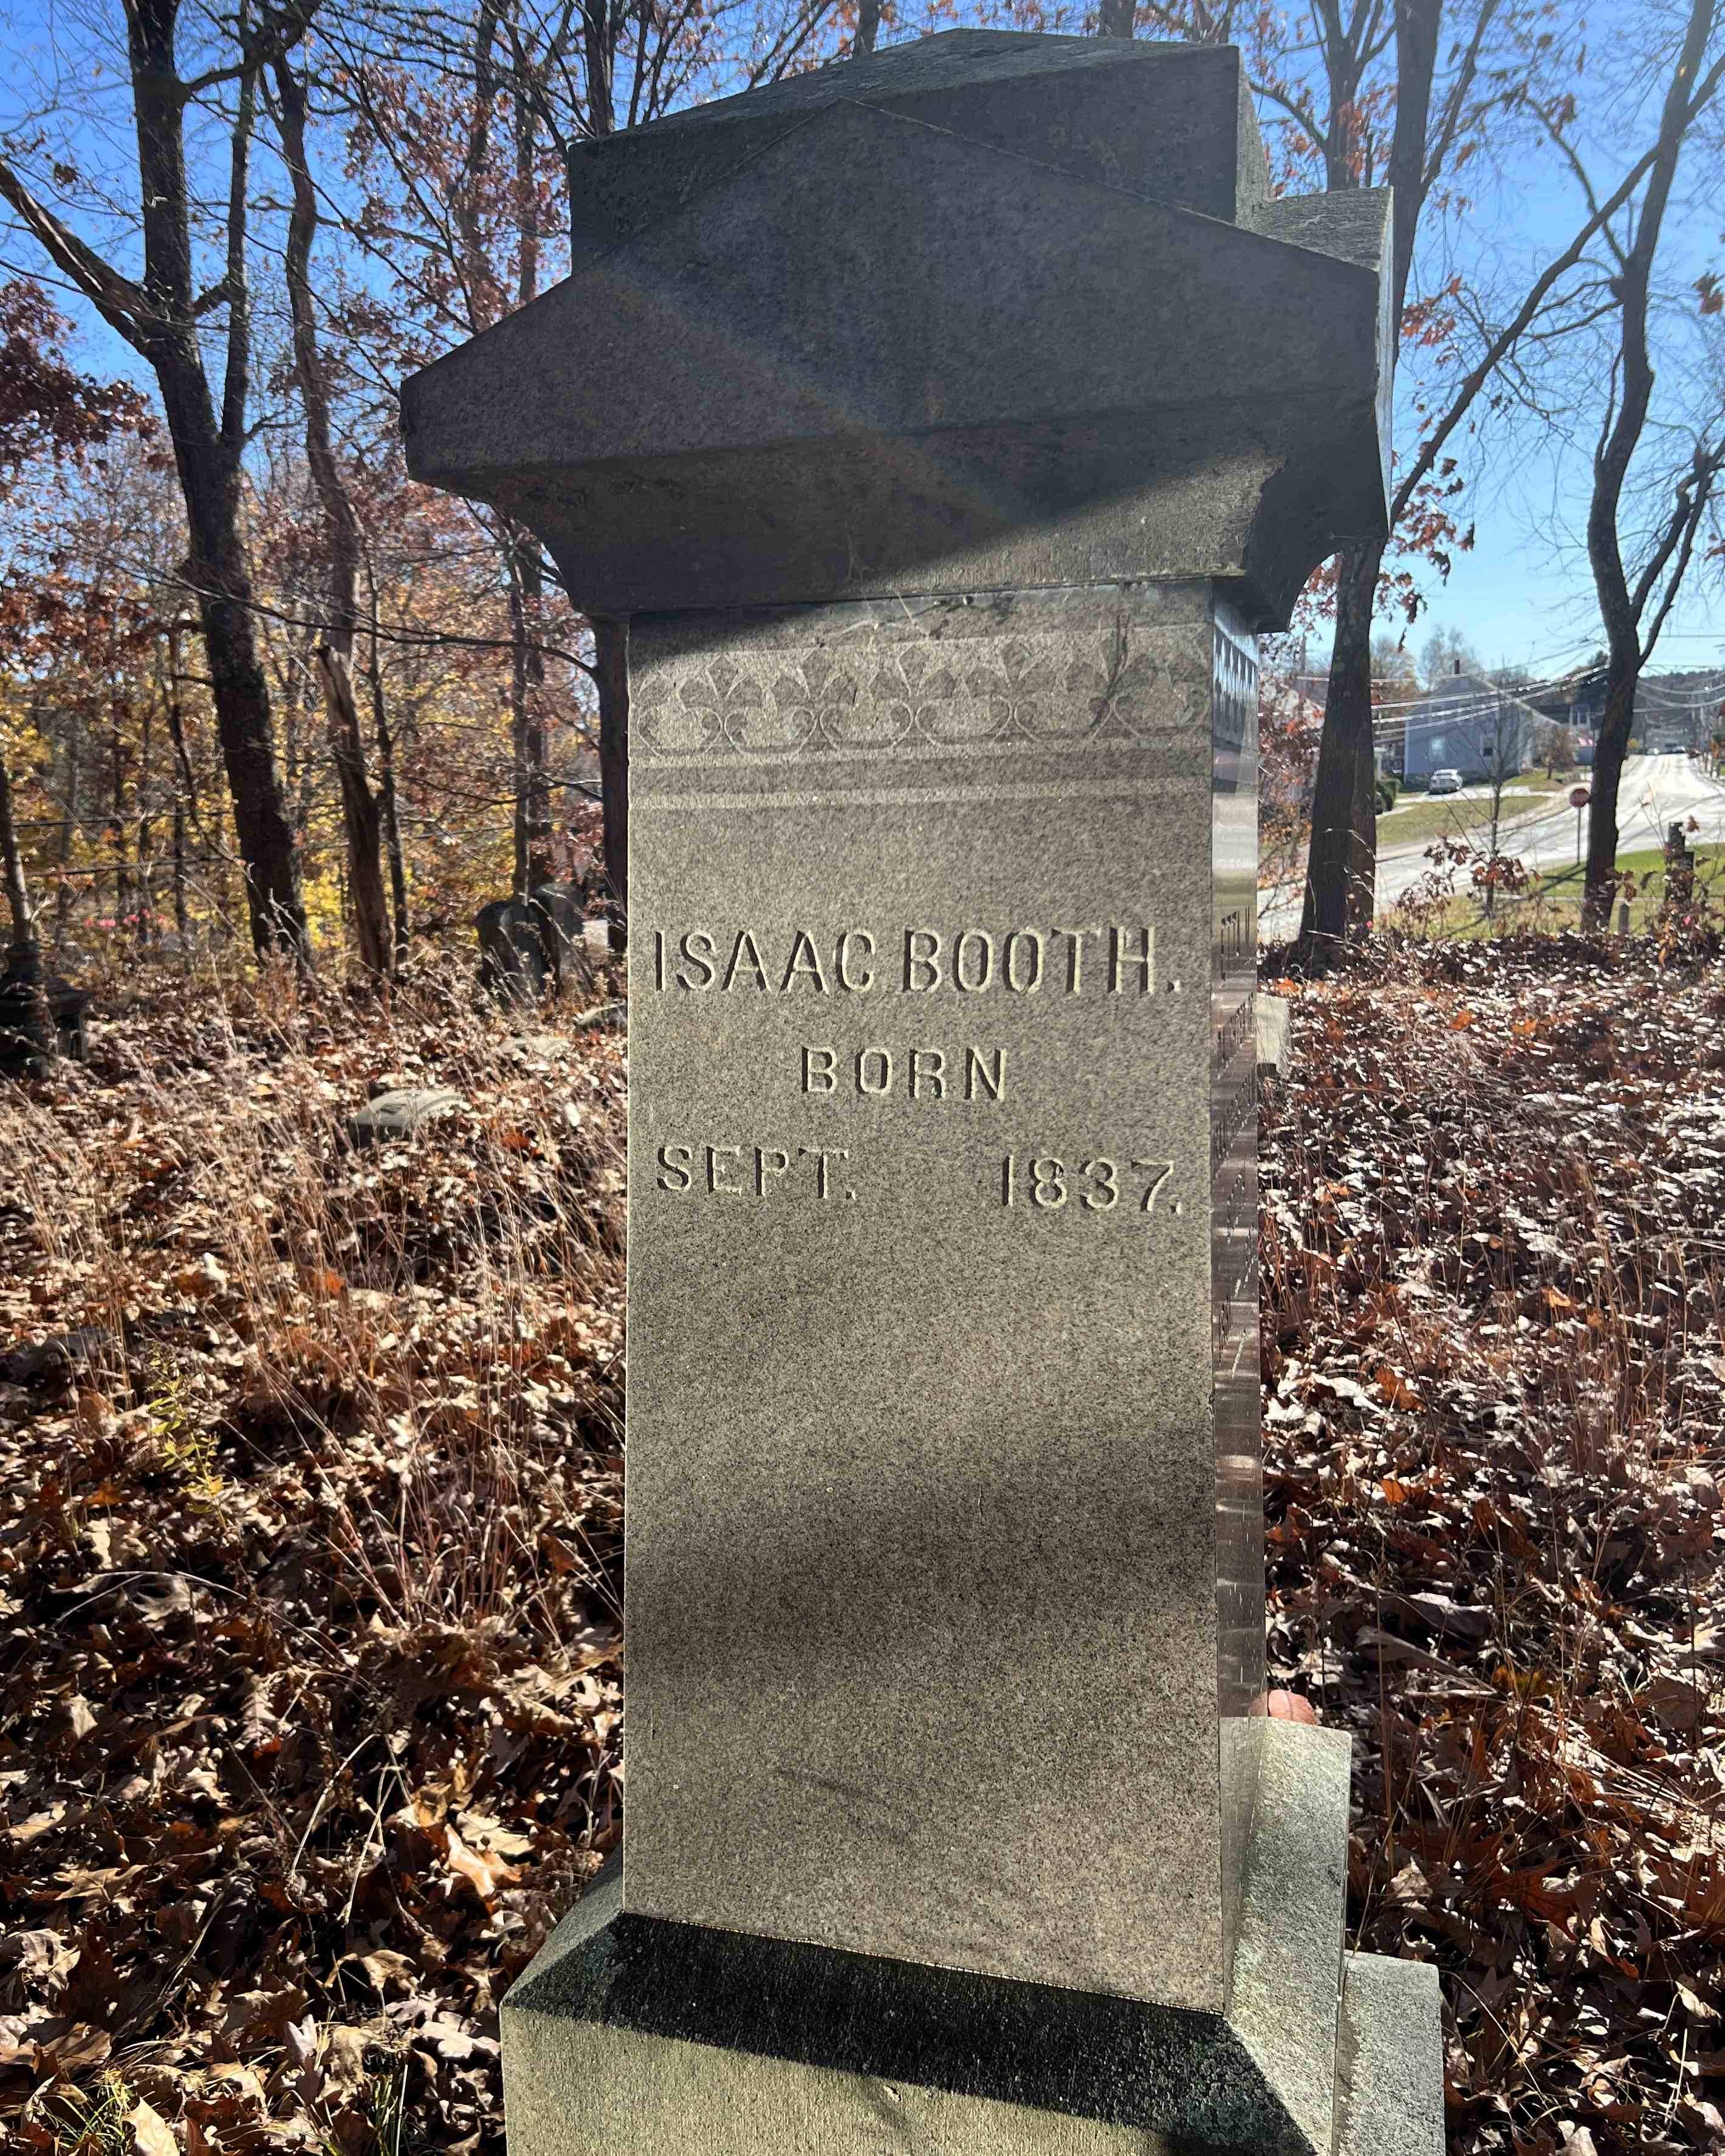 ISAAC BOOTH.
BORN
SEPT. 1837.